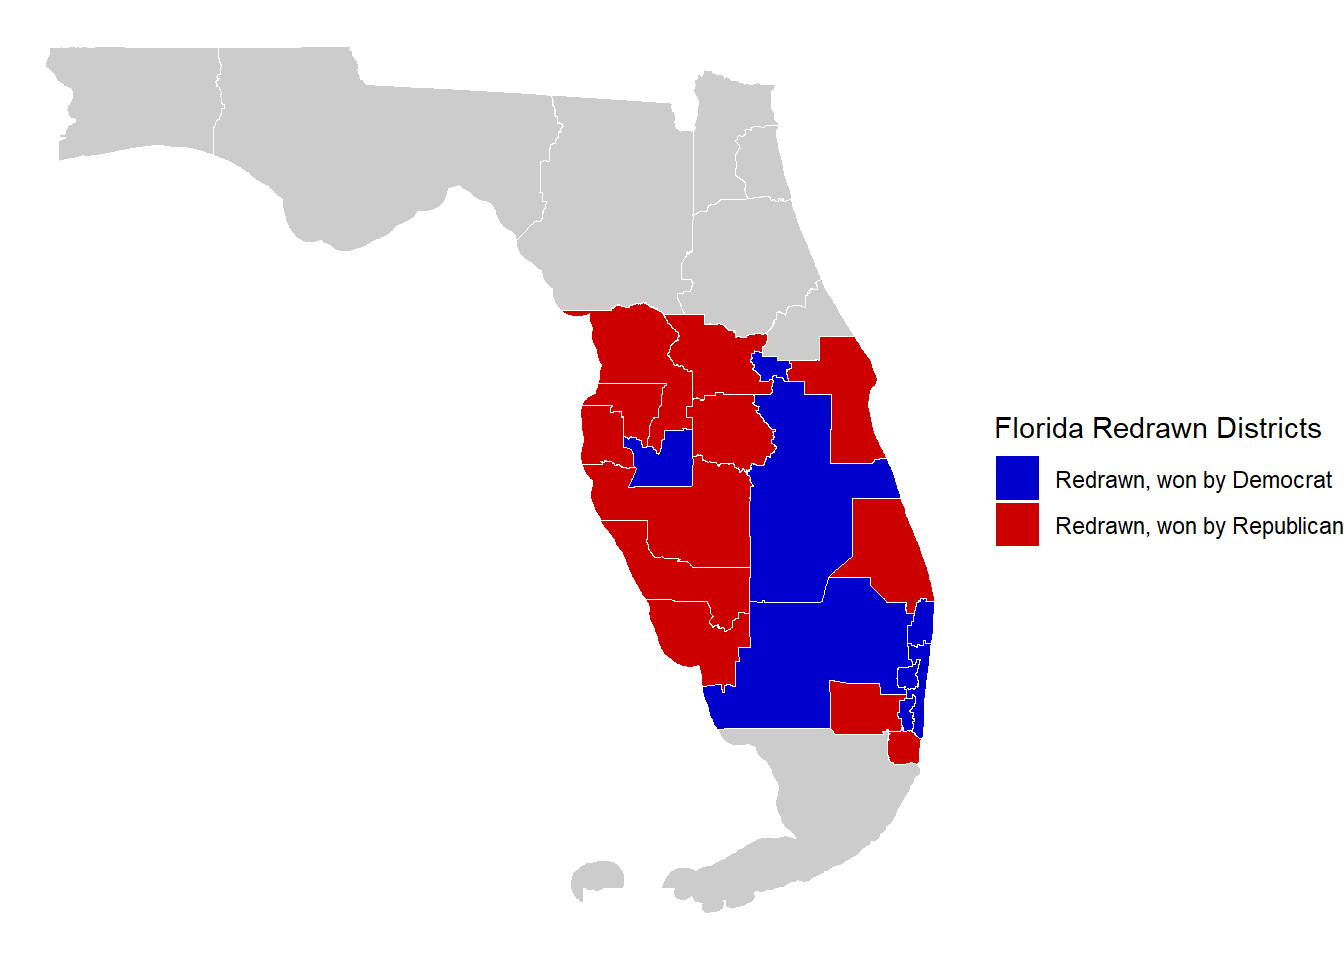 Florida Redrawn Districts
Redrawn, won by Democrat
Redrawn, won by Republican